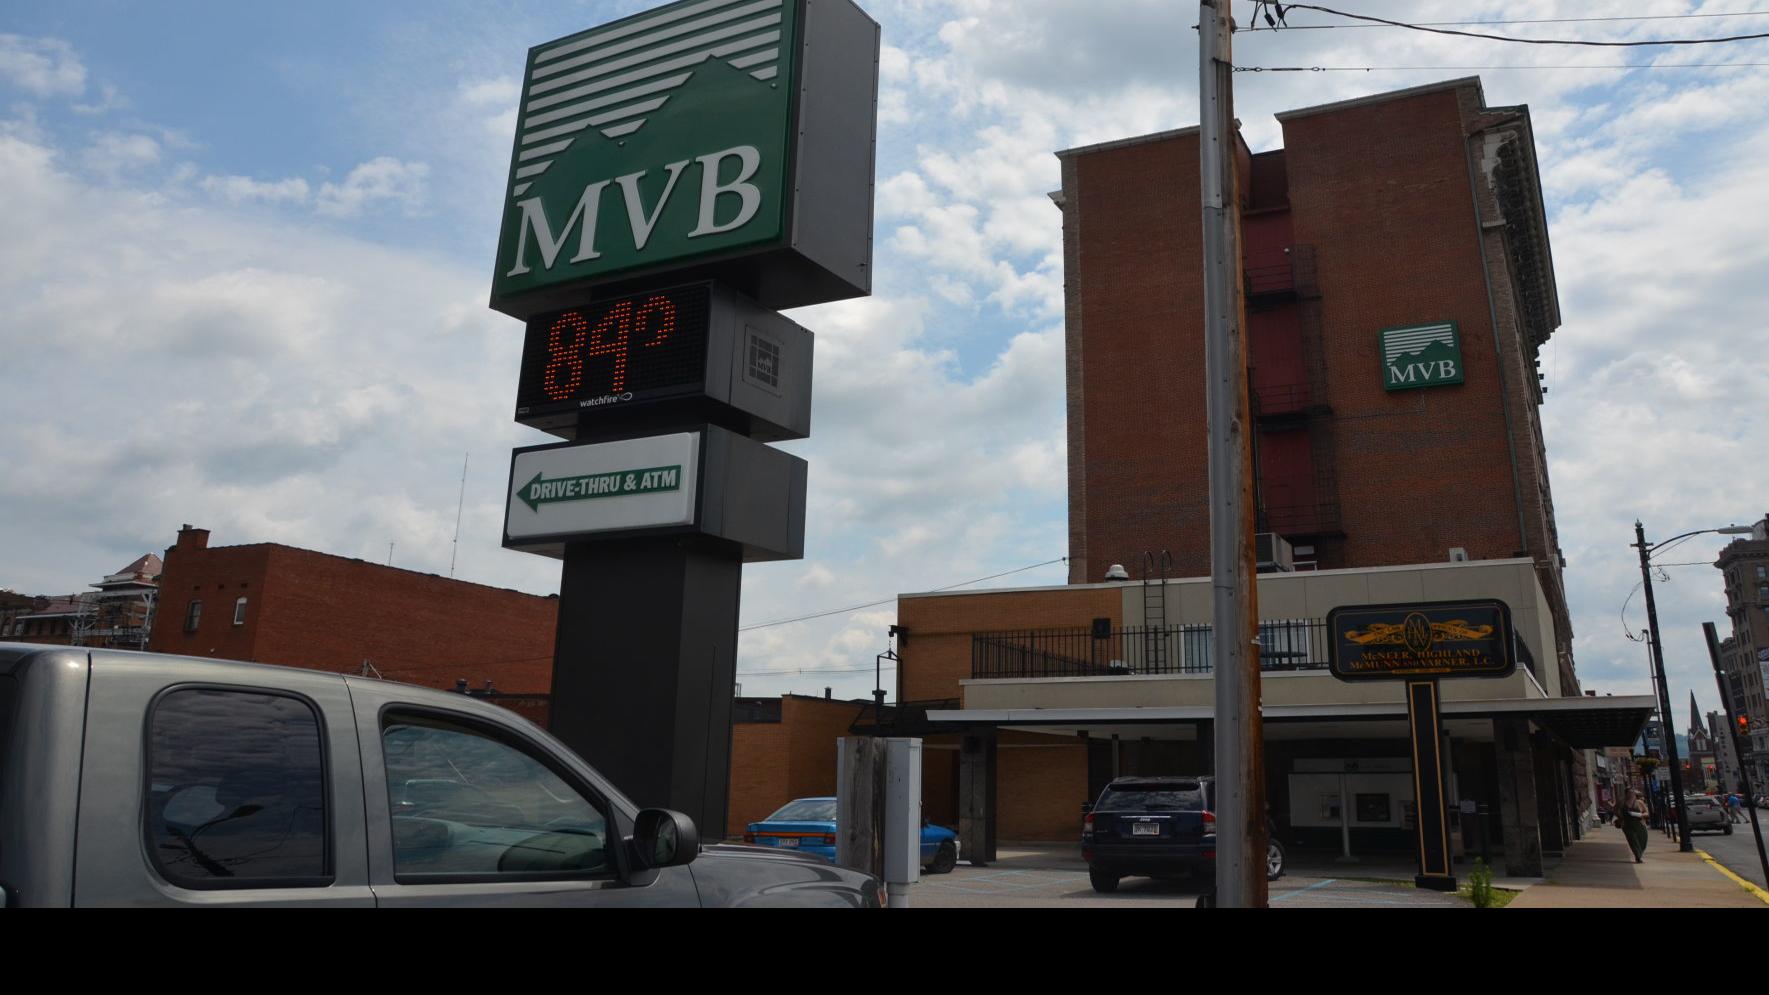 MVB
84°
watchfire
DRIVE-THRU & ATM
MVB
McNEER, HIGHLAND
McMUNN AND VARNER, L.C.